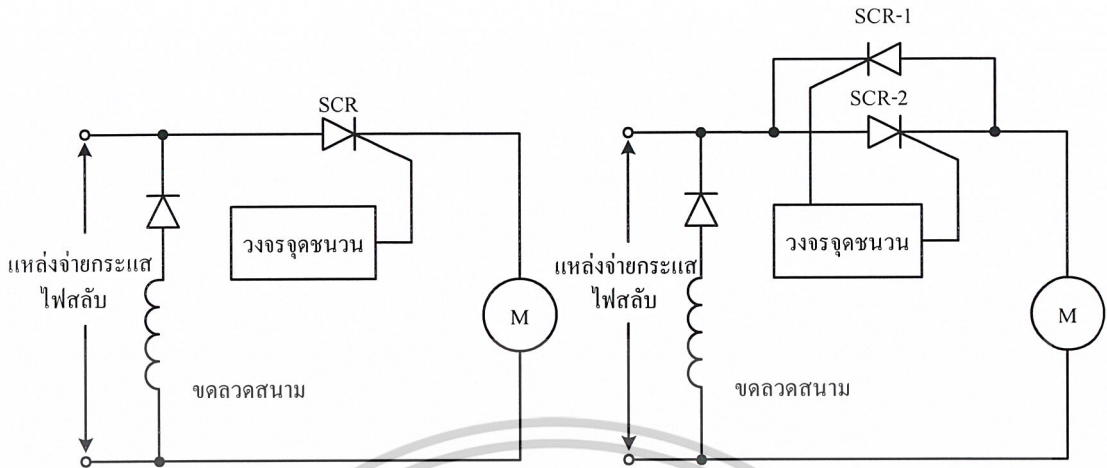 SCR
วงจรจุดชนวน
แหล่งจ่ายกระแส
ไฟสลับ
M
ขดลวดสนาม
SCR-1
SCR-2
วงจรจุดชนวน
แหล่งจ่ายกระแส
ไฟสลับ
M
ขดลวดสนาม